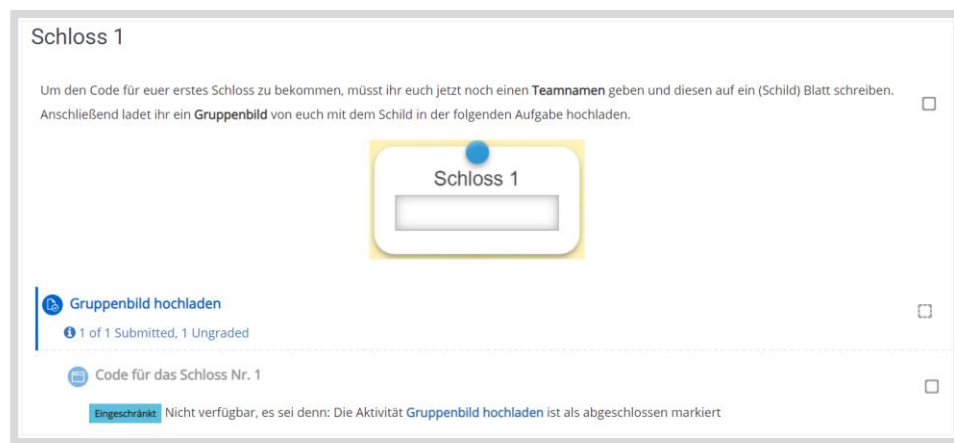 Schloss 1
Um den Code für euer erstes Schloss zu bekommen, müsst ihr euch jetzt noch einen Teamnamen geben und diesen auf ein (Schild) Blatt schreiben.
Anschließend ladet ihr ein Gruppenbild von euch mit dem Schild in der folgenden Aufgabe hochladen.
Schloss 1
Gruppenbild hochladen
1 of 1 Submitted, 1 Ungraded
Code für das Schloss Nr. 1
Eingeschränkt Nicht verfügbar, es sei denn: Die Aktivität Gruppenbild hochladen ist als abgeschlossen markiert